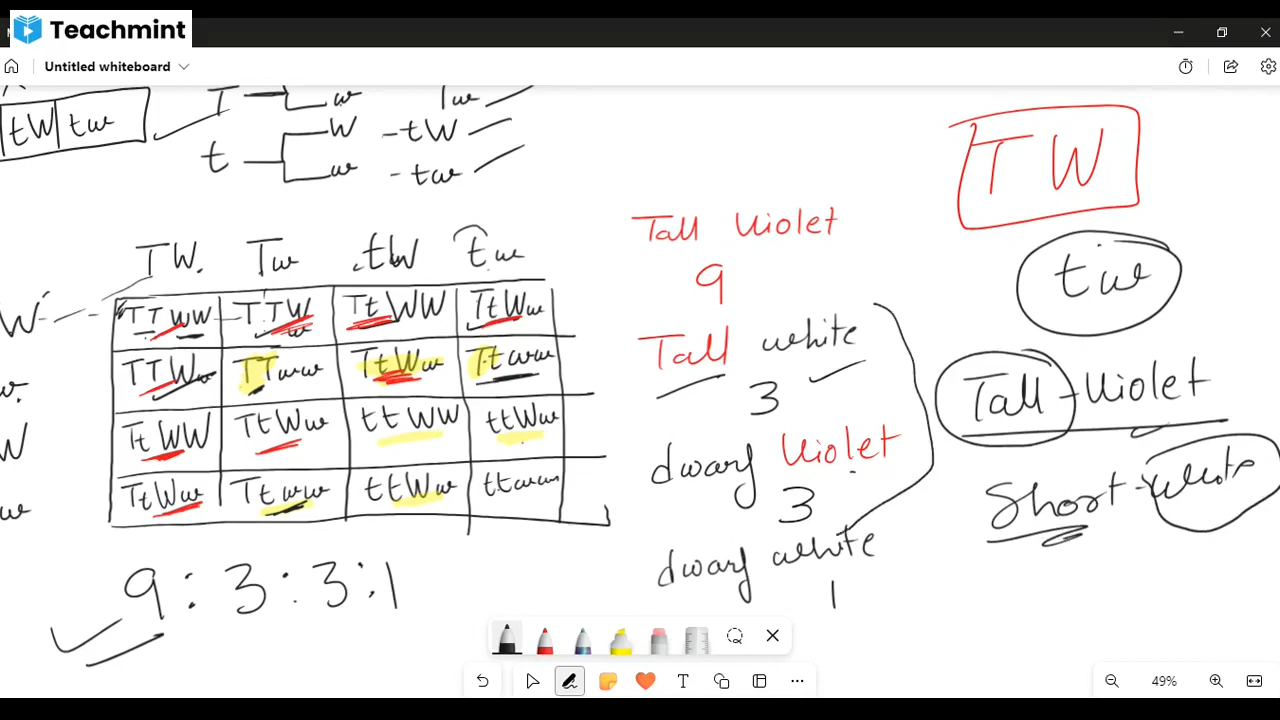 Teachmint
Untitled whiteboard
T w Tw
tW tw
W - tW
t
w - tw
T W
Tall Violet
TW. Tw tW tw
9
tw
W
TTWW TTWw TtWW TtWw
Tall white
w. TTWw TTww TtWw Ttww
3
Tall - Violet
W TtWW TtWw ttWW ttWw
dwarf Violet
w TtWw Ttww ttWw ttww
3
Short - white
dwarf white
9 : 3 : 3 : 1
1
49%